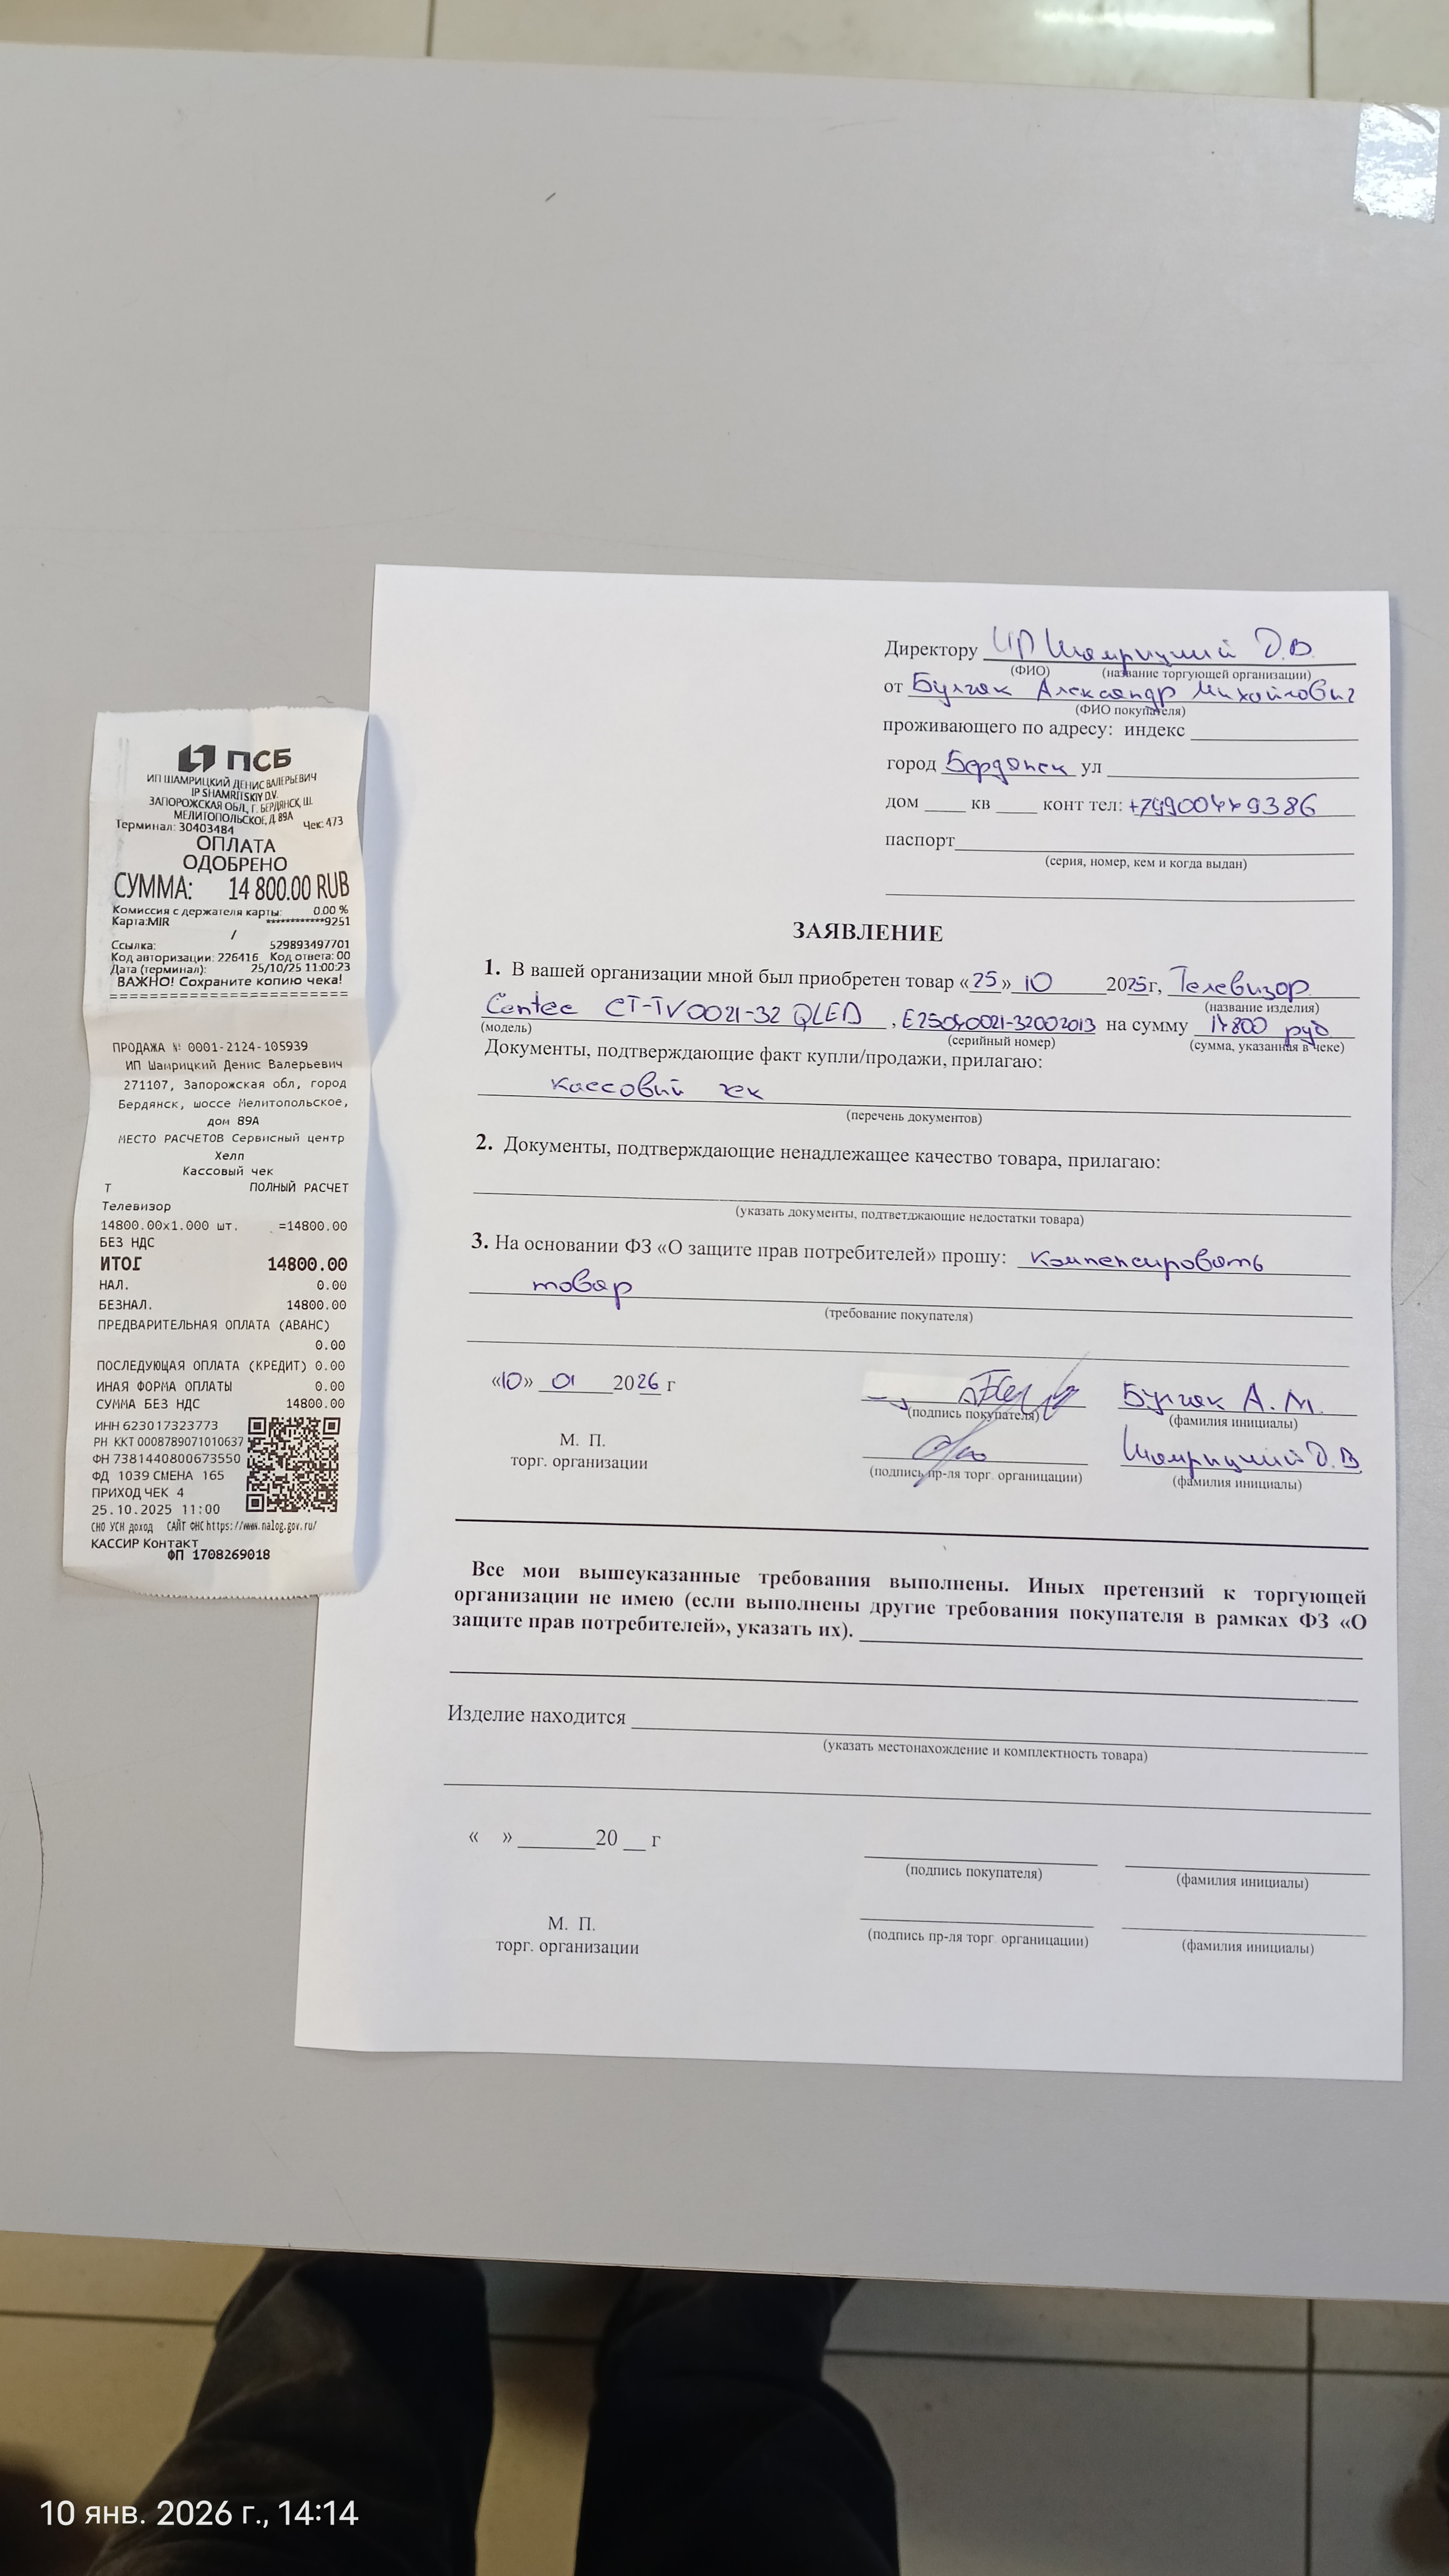 ПСБ
ИП ШАМРИЦКИЙ ДЕНИС ВАЛЕРЬЕВИЧ
IP SHAMRITSKIY D.V.
ЗАПОРОЖСКАЯ ОБЛ., Г. БЕРДЯНСК, Ш.
МЕЛИТОПОЛЬСКОЕ, Д. 89А
Терминал: 30403484 Чек: 473
ОПЛАТА
ОДОБРЕНО
СУММА: 14 800.00 RUB
Комиссия с держателя карты: 0.00 %
Карта:MIR ************9251
/
Ссылка: 529893497701
Код авторизации: 226416 Код ответа: 00
Дата (терминал): 25/10/25 11:00:23
ВАЖНО! Сохраните копию чека!
==========================
ПРОДАЖА № 0001-2124-105939
ИП Шамрицкий Денис Валерьевич
271107, Запорожская обл, город
Бердянск, шоссе Мелитопольское,
дом 89А
МЕСТО РАСЧЕТОВ Сервисный центр
Хелп
Кассовый чек
Т ПОЛНЫЙ РАСЧЕТ
Телевизор
14800.00x1.000 шт. =14800.00
БЕЗ НДС
ИТОГ 14800.00
НАЛ. 0.00
БЕЗНАЛ. 14800.00
ПРЕДВАРИТЕЛЬНАЯ ОПЛАТА (АВАНС)
0.00
ПОСЛЕДУЮЩАЯ ОПЛАТА (КРЕДИТ) 0.00
ИНАЯ ФОРМА ОПЛАТЫ 0.00
СУММА БЕЗ НДС 14800.00
ИНН 623017323773
РН ККТ 0008789071010637
ФН 7381440800673550
ФД 1039 СМЕНА 165
ПРИХОД ЧЕК 4
25.10.2025 11:00
СНО УСН доход САЙТ ФНС https://www.nalog.gov.ru/
КАССИР Контакт
ФП 1708269018
Директору ИП Шамрицкий Д.В.
(ФИО) (название торгующей организации)
от Булгак Александр Михайлович
(ФИО покупателя)
проживающего по адресу: индекс
город Бердянск ул
дом кв конт тел: +79900479386
паспорт
(серия, номер, кем и когда выдан)
ЗАЯВЛЕНИЕ
1. В вашей организации мной был приобретен товар «25» 10 2025г, Телевизор
(название изделия)
Centec CT-TV0021-32 QLED , E25040021-32002013 на сумму 14800 руб
(модель) (серийный номер) (сумма, указанная в чеке)
Документы, подтверждающие факт купли/продажи, прилагаю:
кассовий чек
(перечень документов)
2. Документы, подтверждающие ненадлежащее качество товара, прилагаю:
(указать документы, подтветджающие недостатки товара)
3. На основании ФЗ «О защите прав потребителей» прошу: компенсировать
товар
(требование покупателя)
«10» 01 2026 г Булгак А.М.
(подпись покупателя) (фамилия инициалы)
М. П. Шамрицкий Д.В
торг. организации (подпись пр-ля торг. органицации) (фамилия инициалы)
Все мои вышеуказанные требования выполнены. Иных претензий к торгующей
организации не имею (если выполнены другие требования покупателя в рамках ФЗ «О
защите прав потребителей», указать их).
Изделие находится
(указать местонахождение и комплектность товара)
« » 20 г
(подпись покупателя) (фамилия инициалы)
М. П.
торг. организации (подпись пр-ля торг. органицации) (фамилия инициалы)
10 янв. 2026 г., 14:14